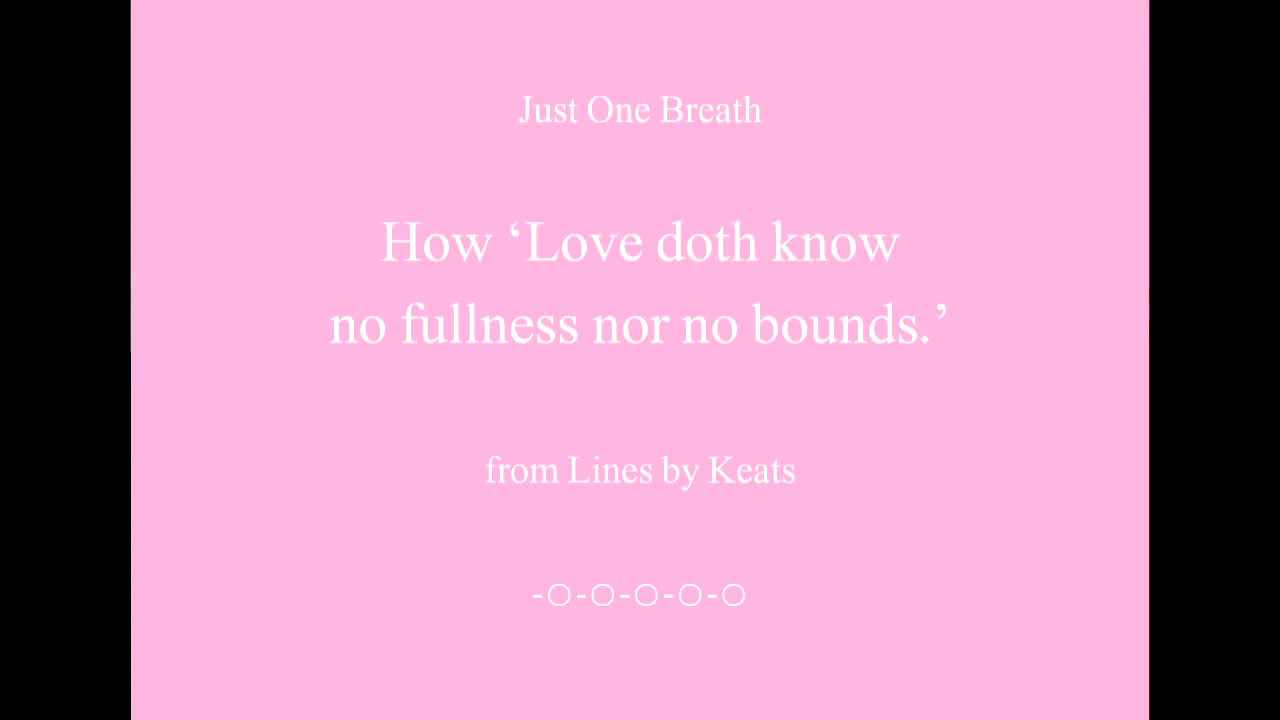 Just One Breath
How ‘Love doth know
no fullness nor no bounds.’
from Lines by Keats
-○-○-○-○-○